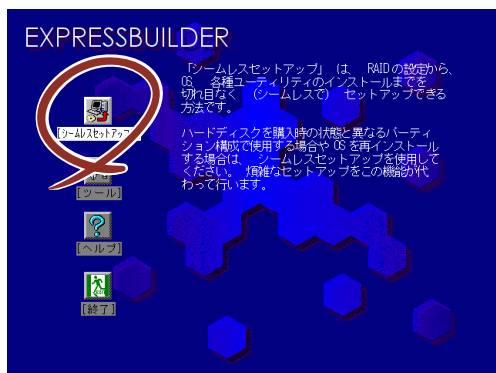 EXPRESSBUILDER
「シームレスセットアップ」 は、 RAIDの設定から、
OS 各種ユーティリティのインストールまでを
切れ目なく (シームレスで) セットアップできる
方法です。
ハードディスクを購入時の状態と異なるパーティ
ション構成で使用する場合や OSを再インストール
する場合は、 シームレスセットアップを使用して
ください。 煩雑なセットアップをこの機能が代
わって行います。
[シームレスセットアップ]
[ツール]
[ヘルプ]
[終了]